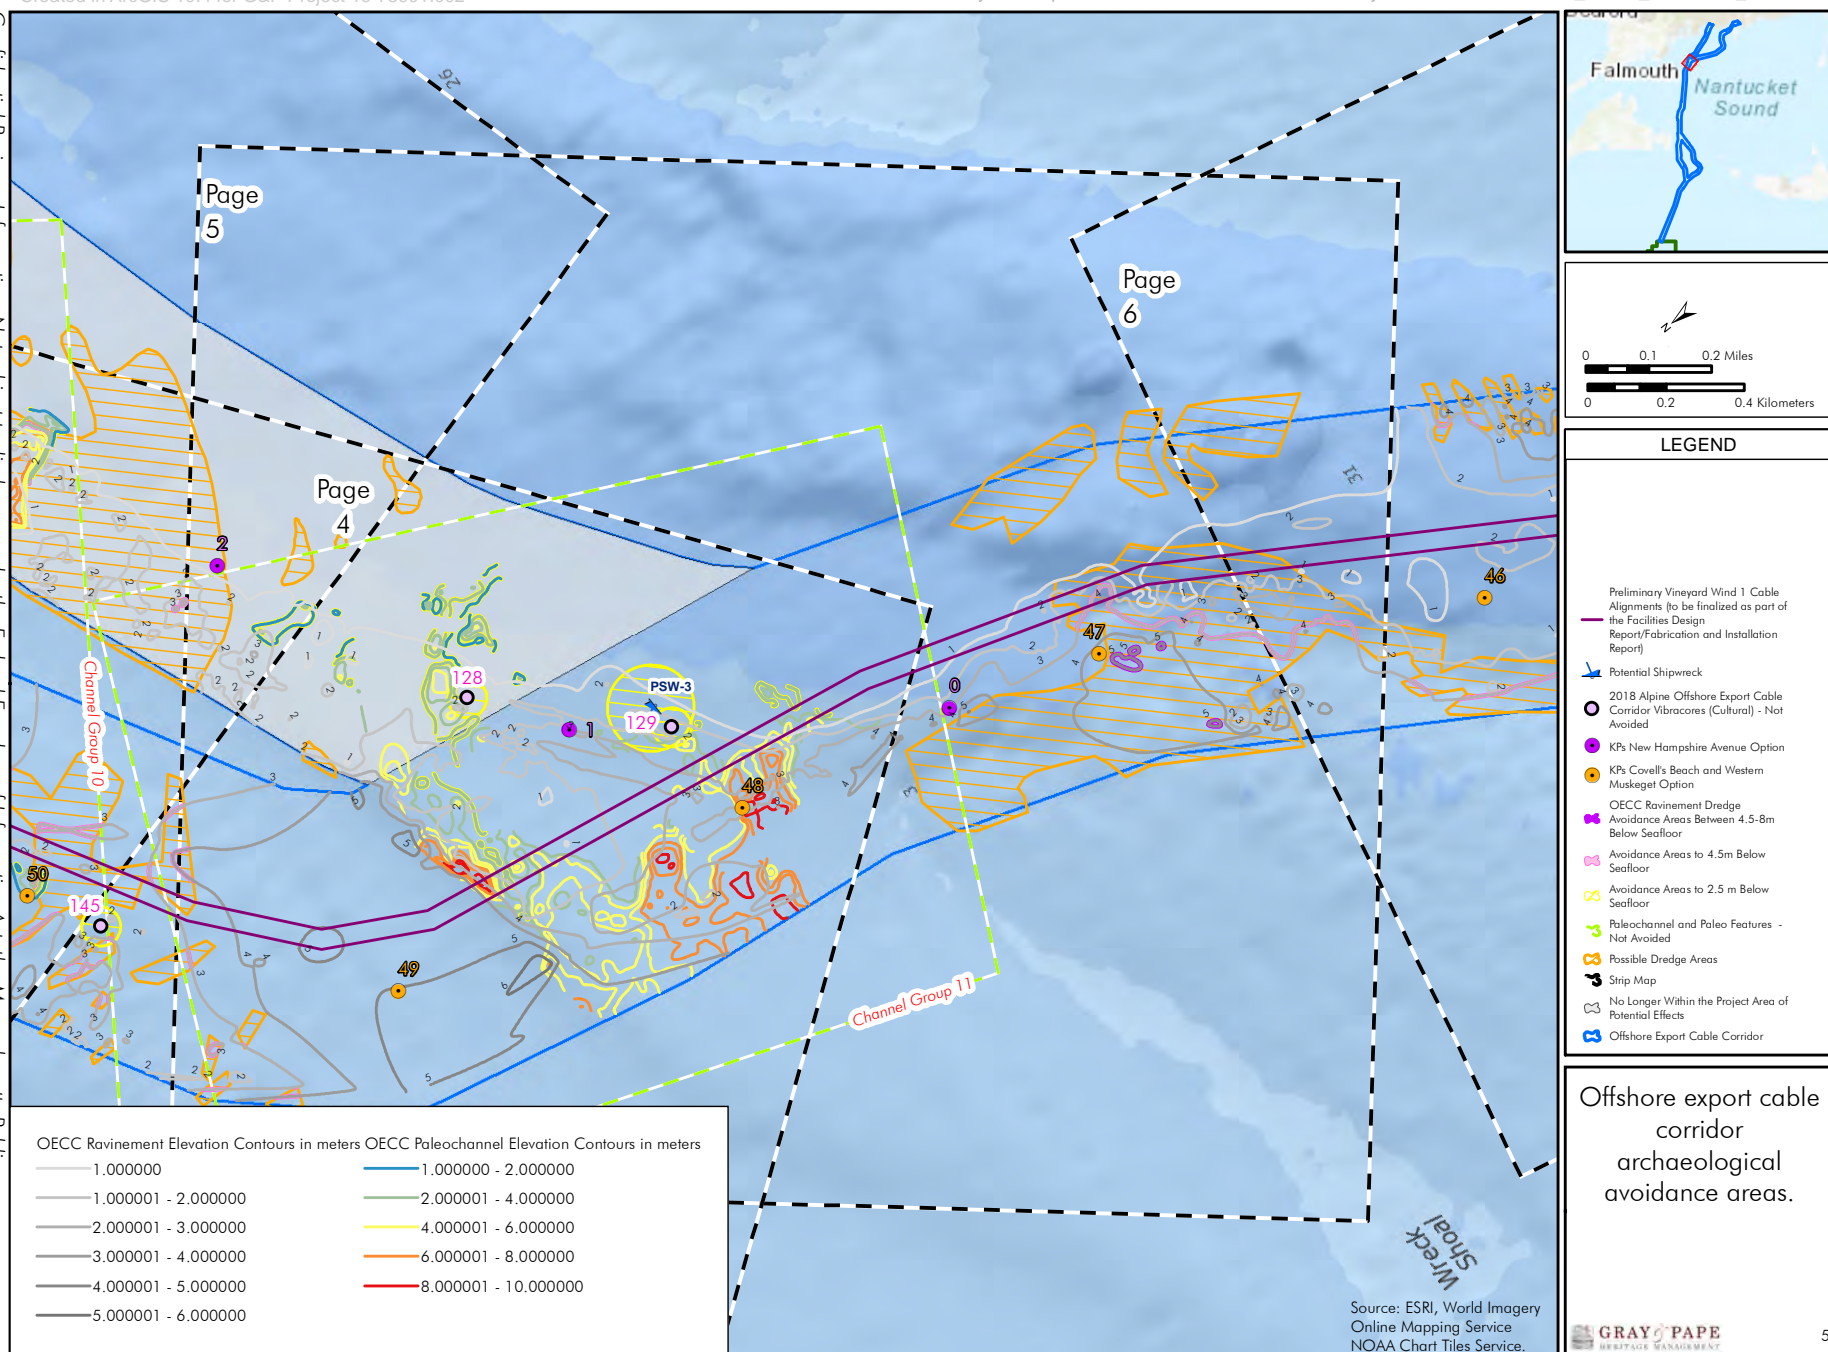 Page
5
Page
4
Page
6
26
31
Channel Group 10
Channel Group 11
2
1
0
128
129
145
PSW-3
46
47
48
49
50
Wreck
Shoal
Source: ESRI, World Imagery
Online Mapping Service
NOAA Chart Tiles Service.
OECC Ravinement Elevation Contours in meters
1.000000
1.000001 - 2.000000
2.000001 - 3.000000
3.000001 - 4.000000
4.000001 - 5.000000
5.000001 - 6.000000
OECC Paleochannel Elevation Contours in meters
1.000000 - 2.000000
2.000001 - 4.000000
4.000001 - 6.000000
6.000001 - 8.000000
8.000001 - 10.000000
Falmouth
Nantucket
Sound
N
0 0.1 0.2 Miles
0 0.2 0.4 Kilometers
LEGEND
Preliminary Vineyard Wind 1 Cable
Alignments (to be finalized as part of
the Facilities Design
Report/Fabrication and Installation
Report)
Potential Shipwreck
2018 Alpine Offshore Export Cable
Corridor Vibracores (Cultural) - Not
Avoided
KPs New Hampshire Avenue Option
KPs Covell's Beach and Western
Muskeget Option
OECC Ravinement Dredge
Avoidance Areas Between 4.5-8m
Below Seafloor
Avoidance Areas to 4.5m Below
Seafloor
Avoidance Areas to 2.5 m Below
Seafloor
Paleochannel and Paleo Features -
Not Avoided
Possible Dredge Areas
Strip Map
No Longer Within the Project Area of
Potential Effects
Offshore Export Cable Corridor
Offshore export cable
corridor
archaeological
avoidance areas.
GRAY & PAPE
HERITAGE MANAGEMENT
5